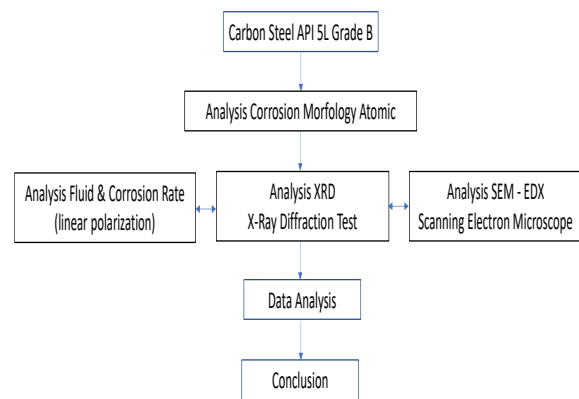 Carbon Steel API 5L Grade B
Analysis Corrosion Morfology Atomic
Analysis Fluid & Corrosion Rate
(linear polarization)
Analysis XRD
X-Ray Diffraction Test
Analysis SEM - EDX
Scanning Electron Microscope
Data Analysis
Conclusion